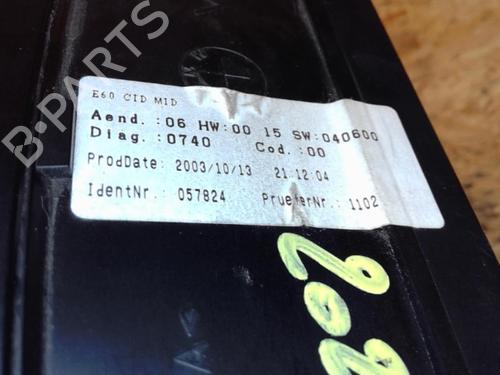 B-PARTS
E60 CID MID
Aend. :06 HW:00 15 SW:040600
Diag. :0740 Cod. :00
ProdDate: 2003/10/13 21:12:04
IdentNr.: 057824 PrueferNr.: 1102